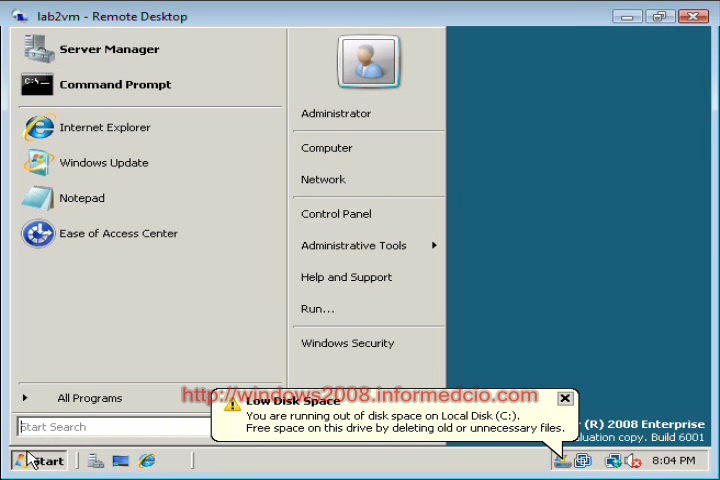 lab2vm - Remote Desktop
Server Manager
Command Prompt
Internet Explorer
Windows Update
Notepad
Ease of Access Center
All Programs
Start Search
Administrator
Computer
Network
Control Panel
Administrative Tools
Help and Support
Run...
Windows Security
http://windows2008.informedcio.com
Low Disk Space
You are running out of disk space on Local Disk (C:).
Free space on this drive by deleting old or unnecessary files.
(R) 2008 Enterprise
copy. Build 6001
Start
8:04 PM